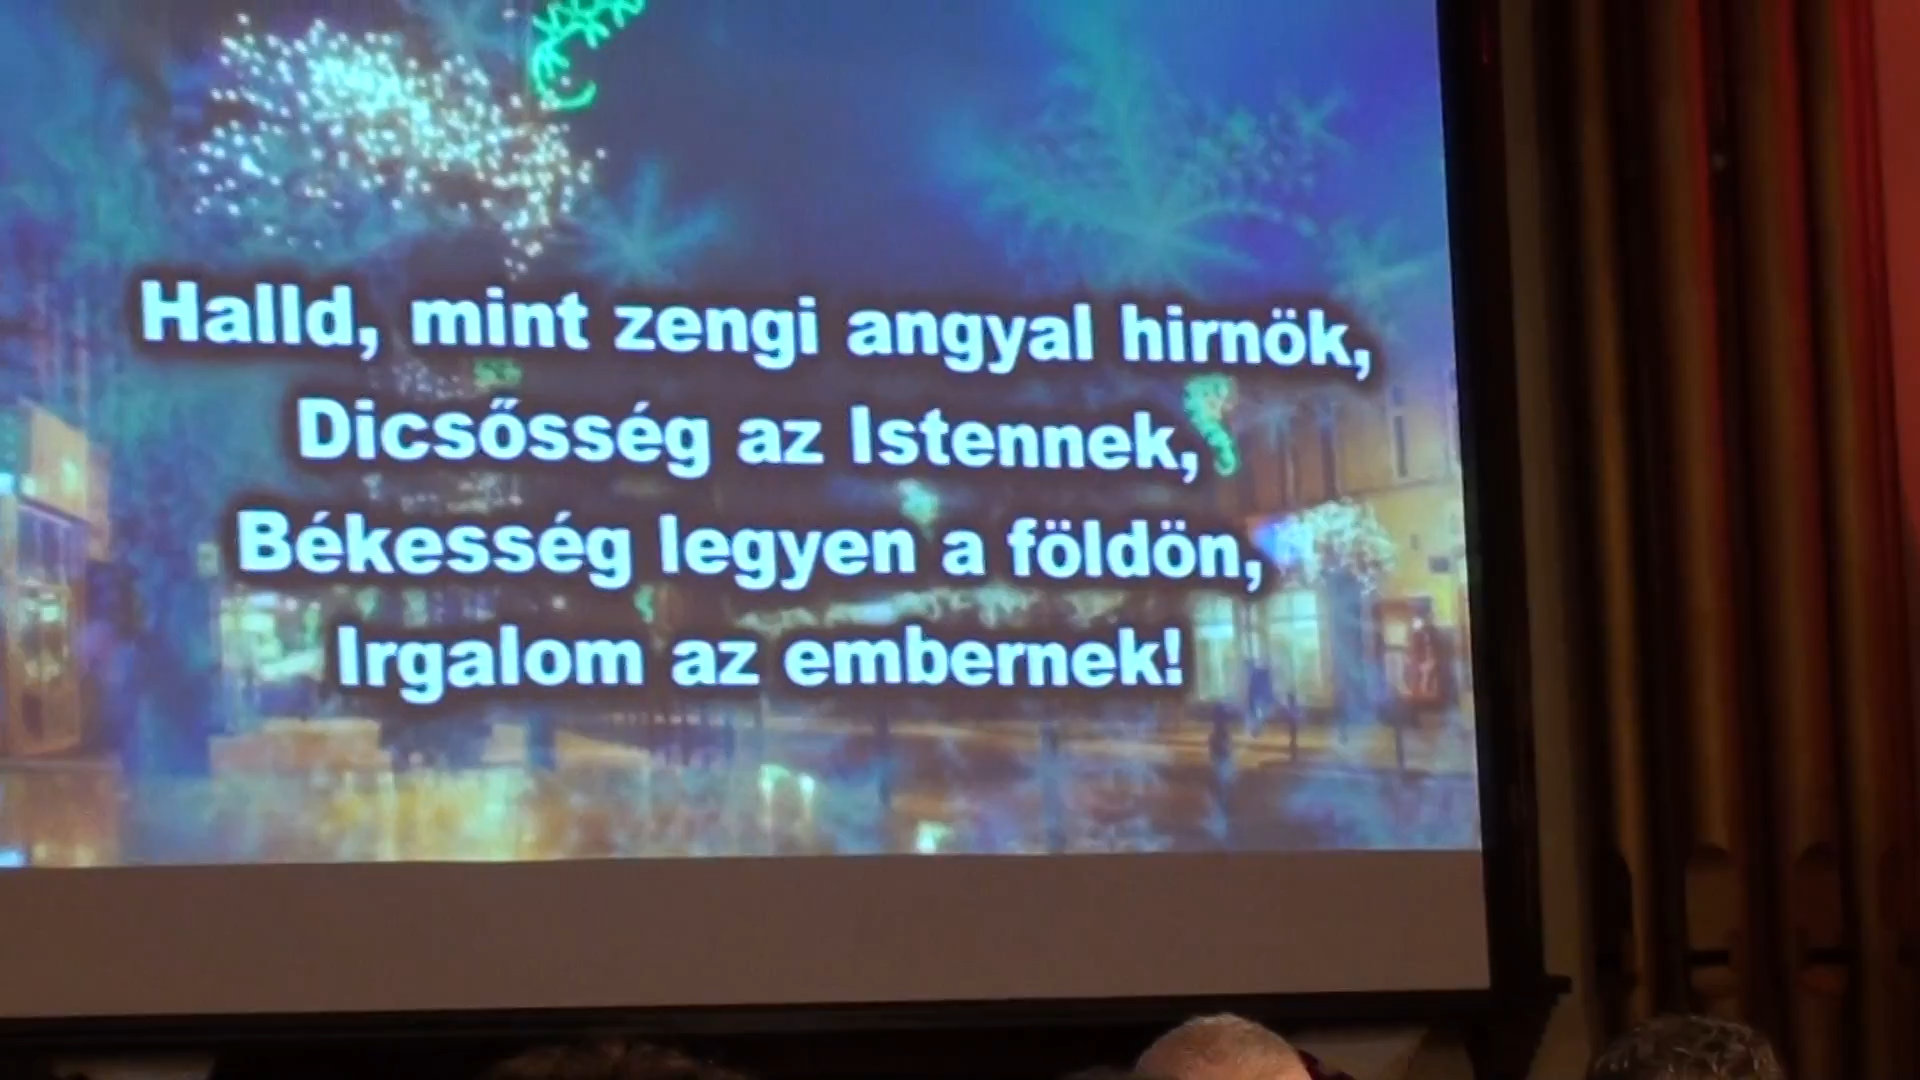 Halld, mint zengi angyal hirnök,
Dicsősség az Istennek,
Békesség legyen a földön,
Irgalom az embernek!